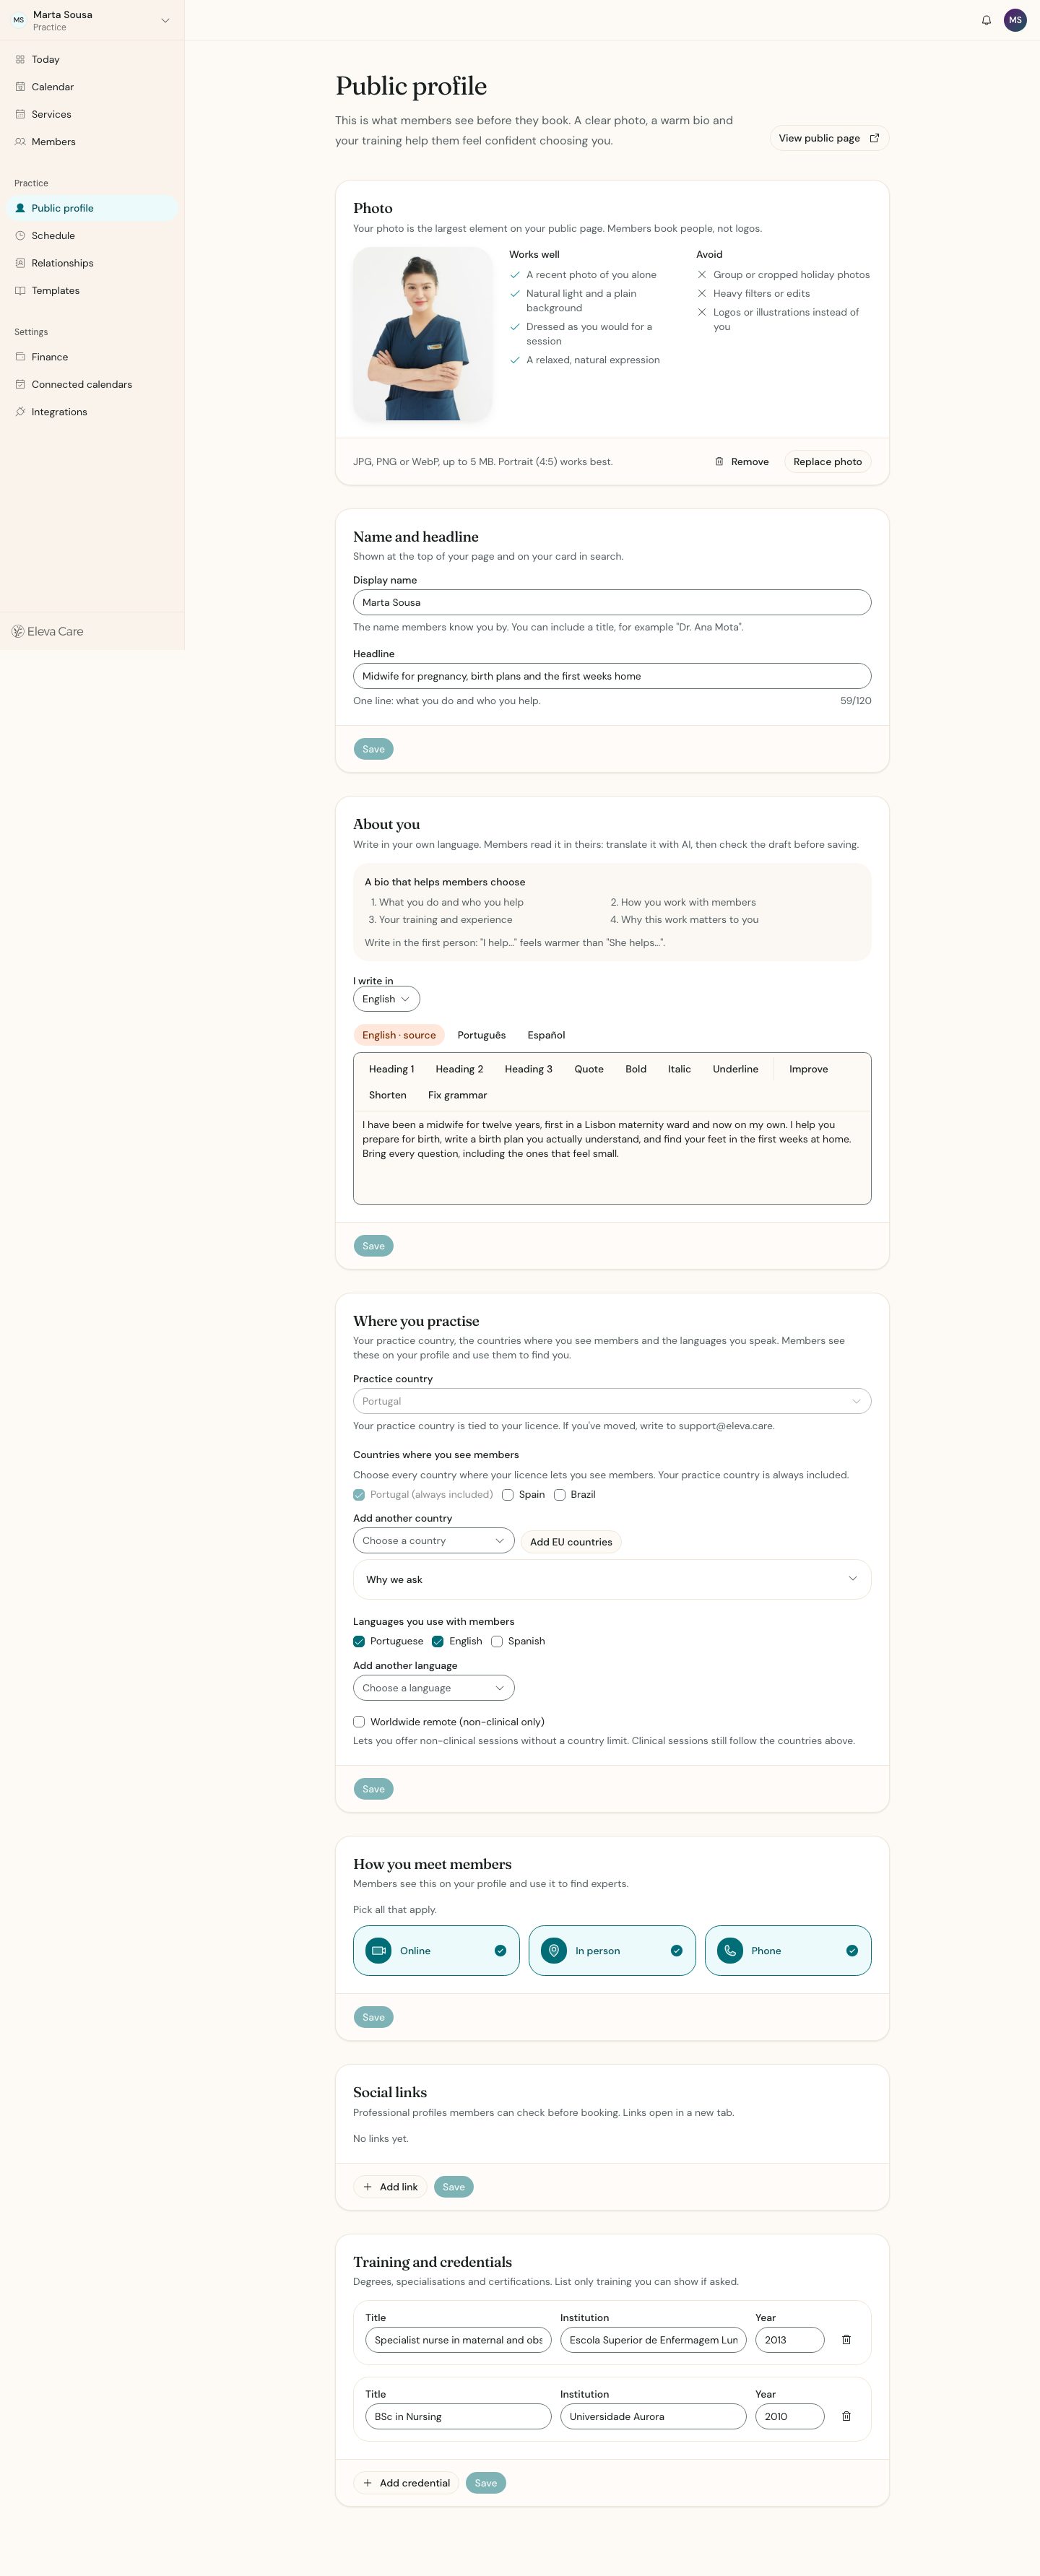 MS
Marta Sousa
Practice
MS
Today
Calendar
Services
Members
Practice
Public profile
Schedule
Relationships
Templates
Settings
Finance
Connected calendars
Integrations
Eleva Care
Public profile
This is what members see before they book. A clear photo, a warm bio and
your training help them feel confident choosing you.
View public page
Photo
Your photo is the largest element on your public page. Members book people, not logos.
Works well
A recent photo of you alone
Natural light and a plain
background
Dressed as you would for a
session
A relaxed, natural expression
Avoid
Group or cropped holiday photos
Heavy filters or edits
Logos or illustrations instead of
you
JPG, PNG or WebP, up to 5 MB. Portrait (4:5) works best.
Remove
Replace photo
Name and headline
Shown at the top of your page and on your card in search.
Display name
Marta Sousa
The name members know you by. You can include a title, for example "Dr. Ana Mota".
Headline
Midwife for pregnancy, birth plans and the first weeks home
One line: what you do and who you help.
59/120
Save
About you
Write in your own language. Members read it in theirs: translate it with AI, then check the draft before saving.
A bio that helps members choose
1. What you do and who you help
2. How you work with members
3. Your training and experience
4. Why this work matters to you
Write in the first person: "I help…" feels warmer than "She helps…".
I write in
English
English · source
Português
Español
Heading 1
Heading 2
Heading 3
Quote
Bold
Italic
Underline
Improve
Shorten
Fix grammar
I have been a midwife for twelve years, first in a Lisbon maternity ward and now on my own. I help you
prepare for birth, write a birth plan you actually understand, and find your feet in the first weeks at home.
Bring every question, including the ones that feel small.
Save
Where you practise
Your practice country, the countries where you see members and the languages you speak. Members see
these on your profile and use them to find you.
Practice country
Portugal
Your practice country is tied to your licence. If you've moved, write to support@eleva.care.
Countries where you see members
Choose every country where your licence lets you see members. Your practice country is always included.
Portugal (always included)
Spain
Brazil
Add another country
Choose a country
Add EU countries
Why we ask
Languages you use with members
Portuguese
English
Spanish
Add another language
Choose a language
Worldwide remote (non-clinical only)
Lets you offer non-clinical sessions without a country limit. Clinical sessions still follow the countries above.
Save
How you meet members
Members see this on your profile and use it to find experts.
Pick all that apply.
Online
In person
Phone
Save
Social links
Professional profiles members can check before booking. Links open in a new tab.
No links yet.
Add link
Save
Training and credentials
Degrees, specialisations and certifications. List only training you can show if asked.
Title
Institution
Year
Specialist nurse in maternal and obs
Escola Superior de Enfermagem Lun
2013
Title
Institution
Year
BSc in Nursing
Universidade Aurora
2010
Add credential
Save